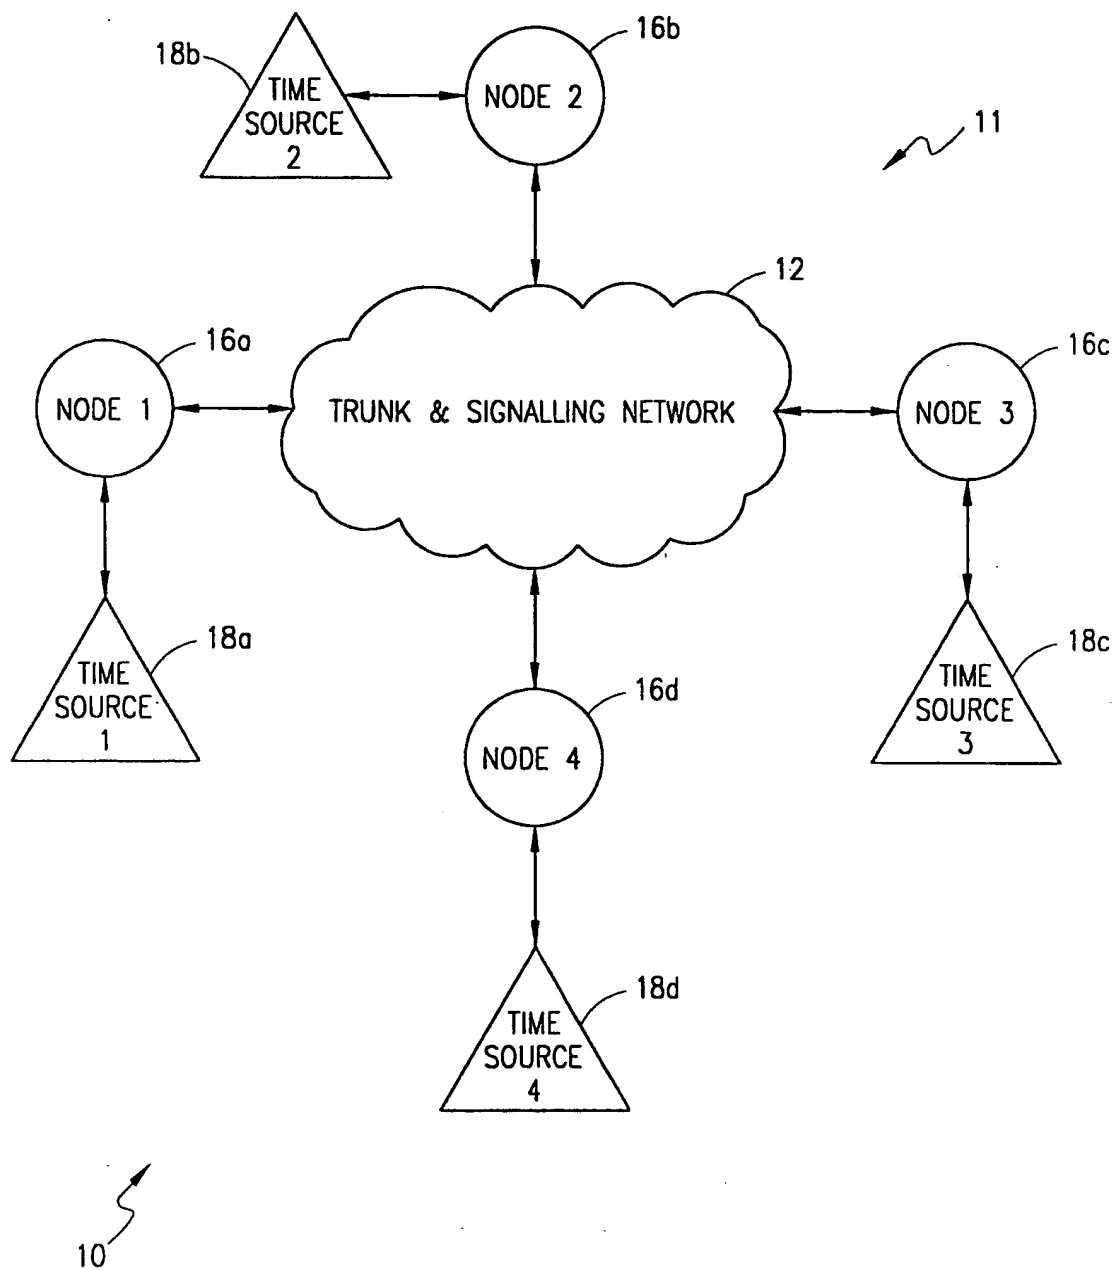 16b
18b
TIME
SOURCE
2
NODE 2
11
12
16a
16c
NODE 1
TRUNK & SIGNALLING NETWORK
NODE 3
18a
18c
TIME
SOURCE
1
16d
TIME
SOURCE
3
NODE 4
18d
TIME
SOURCE
4
10